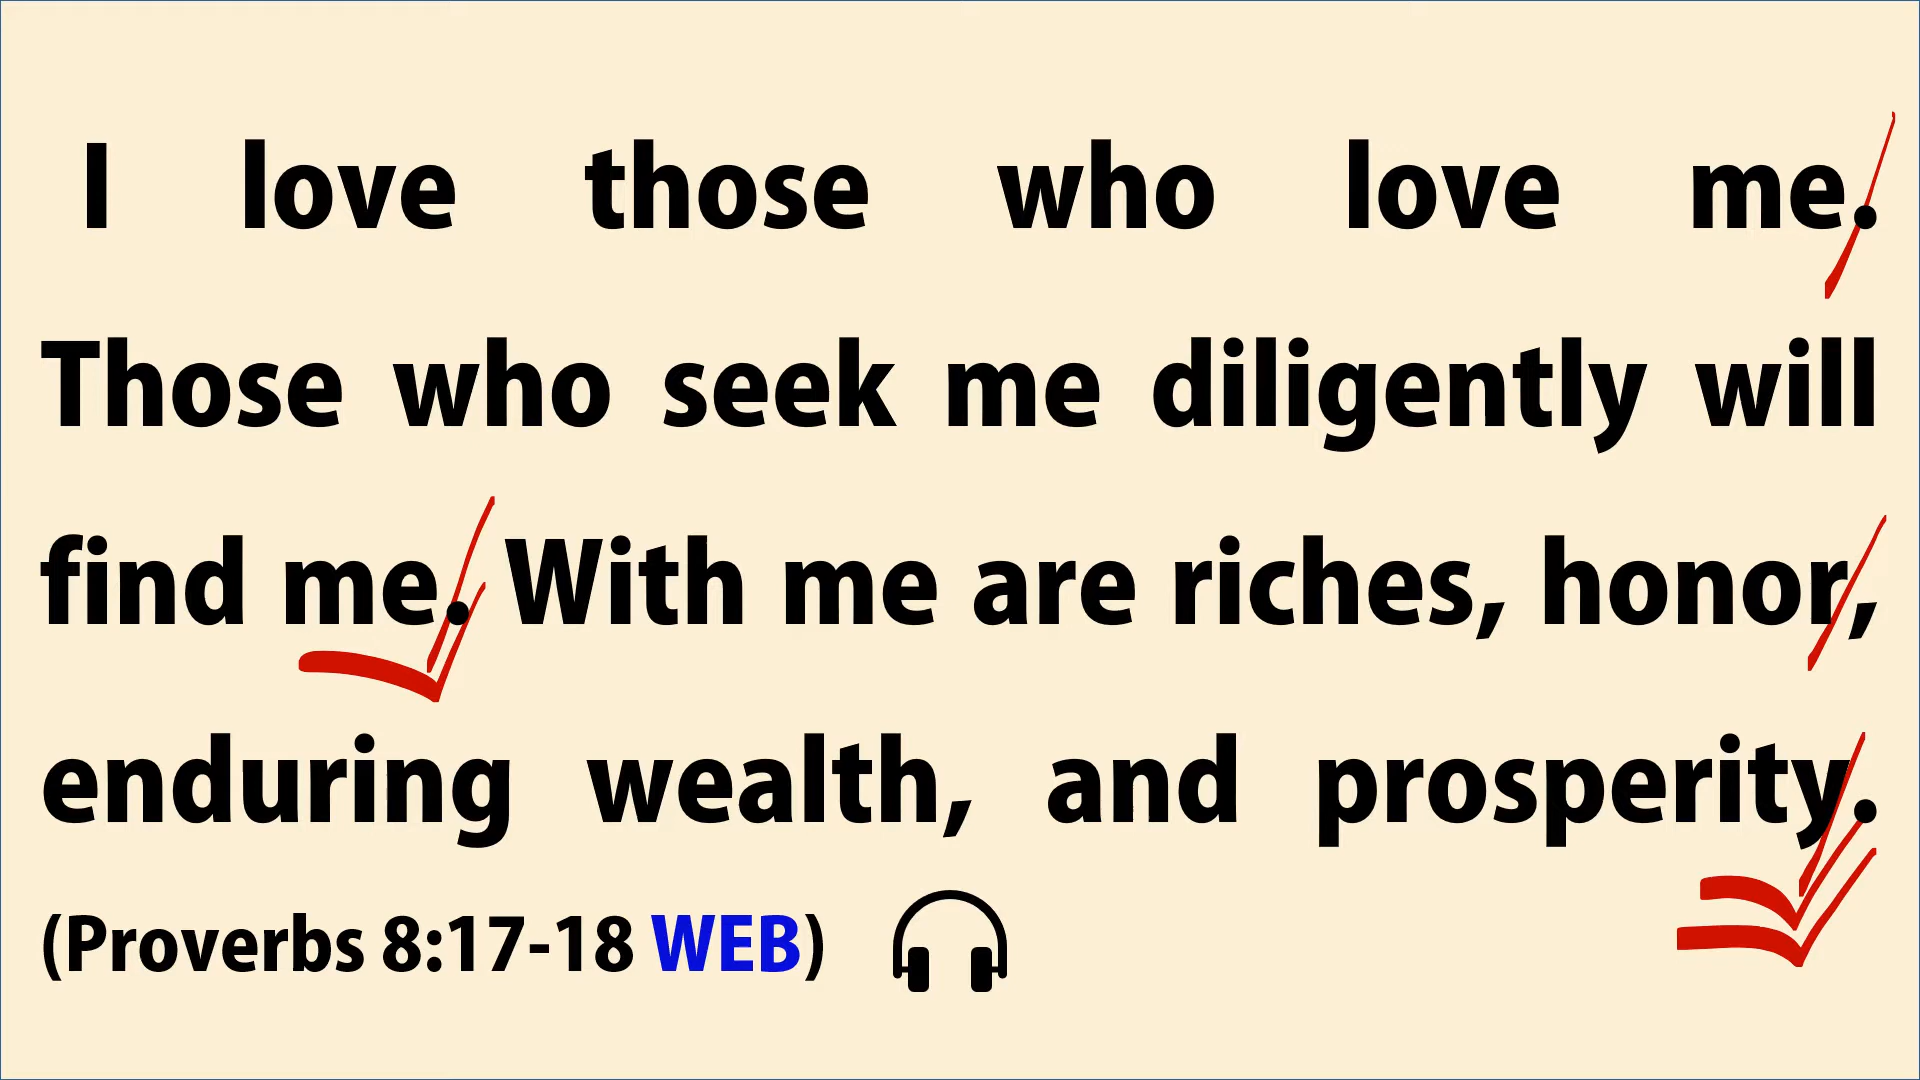 I love those who love me.
Those who seek me diligently will
find me. With me are riches, honor,
enduring wealth, and prosperity.
(Proverbs 8:17-18 WEB)